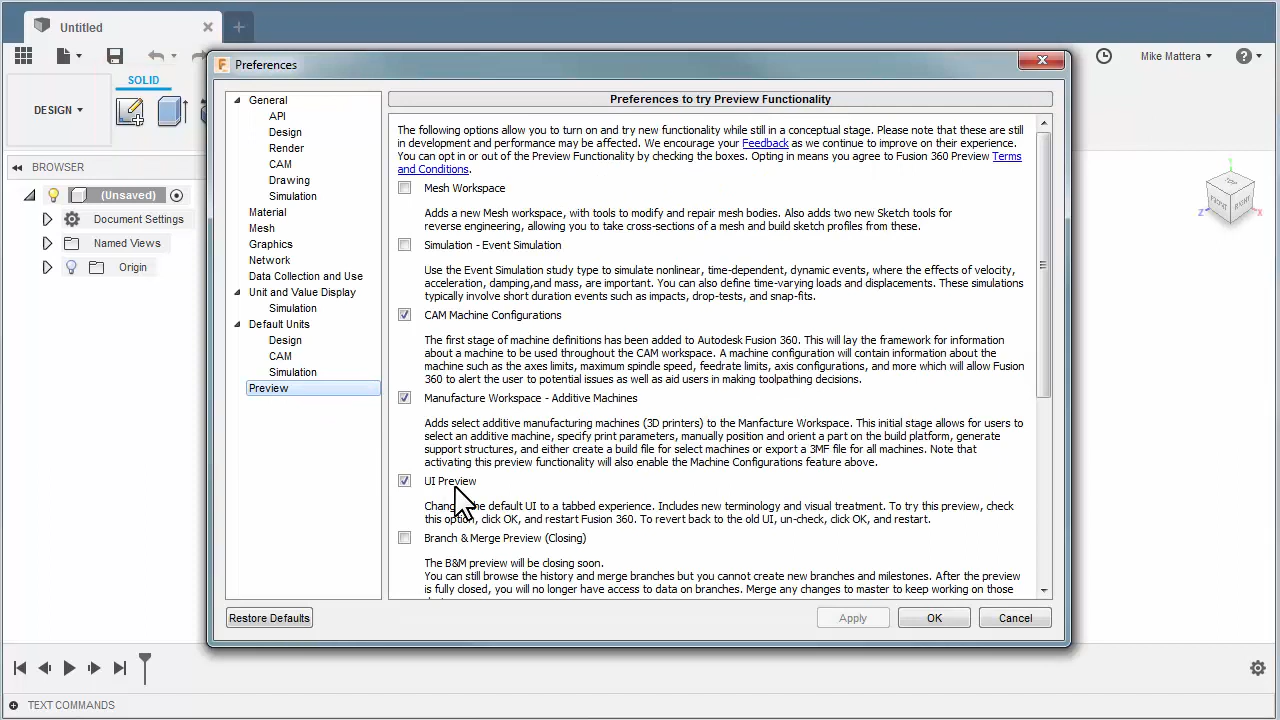 Untitled
Mike Mattera
SOLID
DESIGN
BROWSER
(Unsaved)
Document Settings
Named Views
Origin
TOP
FRONT
RIGHT
Y
Z
X
Preferences
General
API
Design
Render
CAM
Drawing
Simulation
Material
Mesh
Graphics
Network
Data Collection and Use
Unit and Value Display
Simulation
Default Units
Design
CAM
Simulation
Preview
Preferences to try Preview Functionality
The following options allow you to turn on and try new functionality while still in a conceptual stage. Please note that these are still
in development and performance may be affected. We encourage your Feedback as we continue to improve on their experience.
You can opt in or out of the Preview Functionality by checking the boxes. Opting in means you agree to Fusion 360 Preview Terms
and Conditions.
Mesh Workspace
Adds a new Mesh workspace, with tools to modify and repair mesh bodies. Also adds two new Sketch tools for
reverse engineering, allowing you to take cross-sections of a mesh and build sketch profiles from these.
Simulation - Event Simulation
Use the Event Simulation study type to simulate nonlinear, time-dependent, dynamic events, where the effects of velocity,
acceleration, damping,and mass, are important. You can also define time-varying loads and displacements. These simulations
typically involve short duration events such as impacts, drop-tests, and snap-fits.
CAM Machine Configurations
The first stage of machine definitions has been added to Autodesk Fusion 360. This will lay the framework for information
about a machine to be used throughout the CAM workspace. A machine configuration will contain information about the
machine such as the axes limits, maximum spindle speed, feedrate limits, axis configurations, and more which will allow Fusion
360 to alert the user to potential issues as well as aid users in making toolpathing decisions.
Manufacture Workspace - Additive Machines
Adds select additive manufacturing machines (3D printers) to the Manfacture Workspace. This initial stage allows for users to
select an additive machine, specify print parameters, manually position and orient a part on the build platform, generate
support structures, and either create a build file for select machines or export a 3MF file for all machines. Note that
activating this preview functionality will also enable the Machine Configurations feature above.
UI Preview
the default UI to a tabbed experience. Includes new terminology and visual treatment. To try this preview, check
this option, click OK, and restart Fusion 360. To revert back to the old UI, un-check, click OK, and restart.
Branch & Merge Preview (Closing)
The B&M preview will be closing soon.
You can still browse the history and merge branches but you cannot create new branches and milestones. After the preview
is fully closed, you will no longer have access to data on branches. Merge any changes to master to keep working on those
Restore Defaults
Apply
OK
Cancel
TEXT COMMANDS